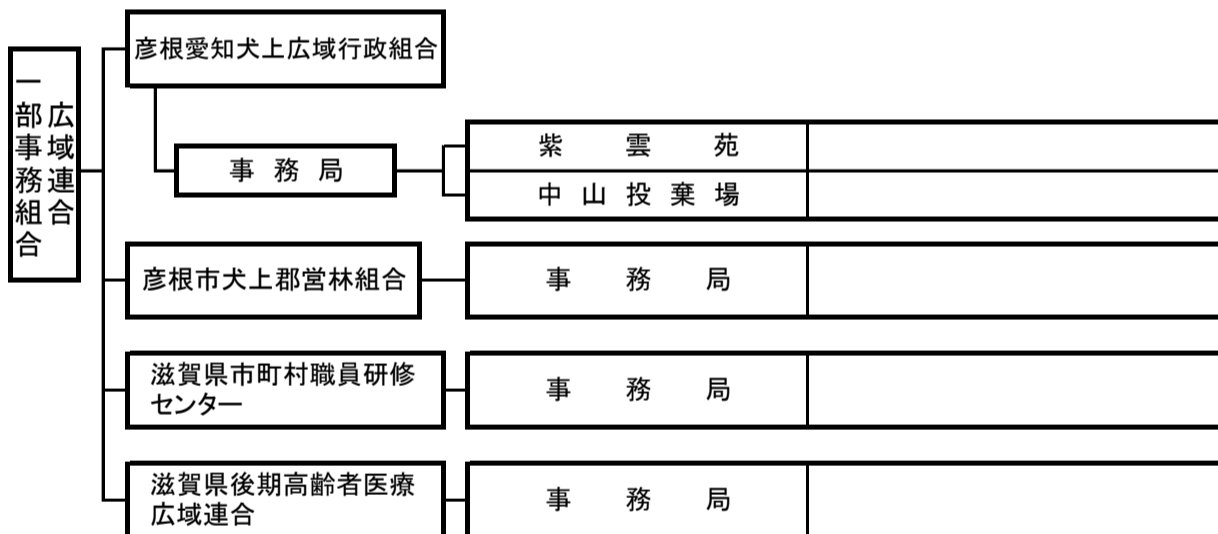 一部事務組合
広域連合
彦根愛知犬上広域行政組合
事務局
紫雲苑
中山投棄場
彦根市犬上郡営林組合
事務局
滋賀県市町村職員研修
センター
事務局
滋賀県後期高齢者医療
広域連合
事務局